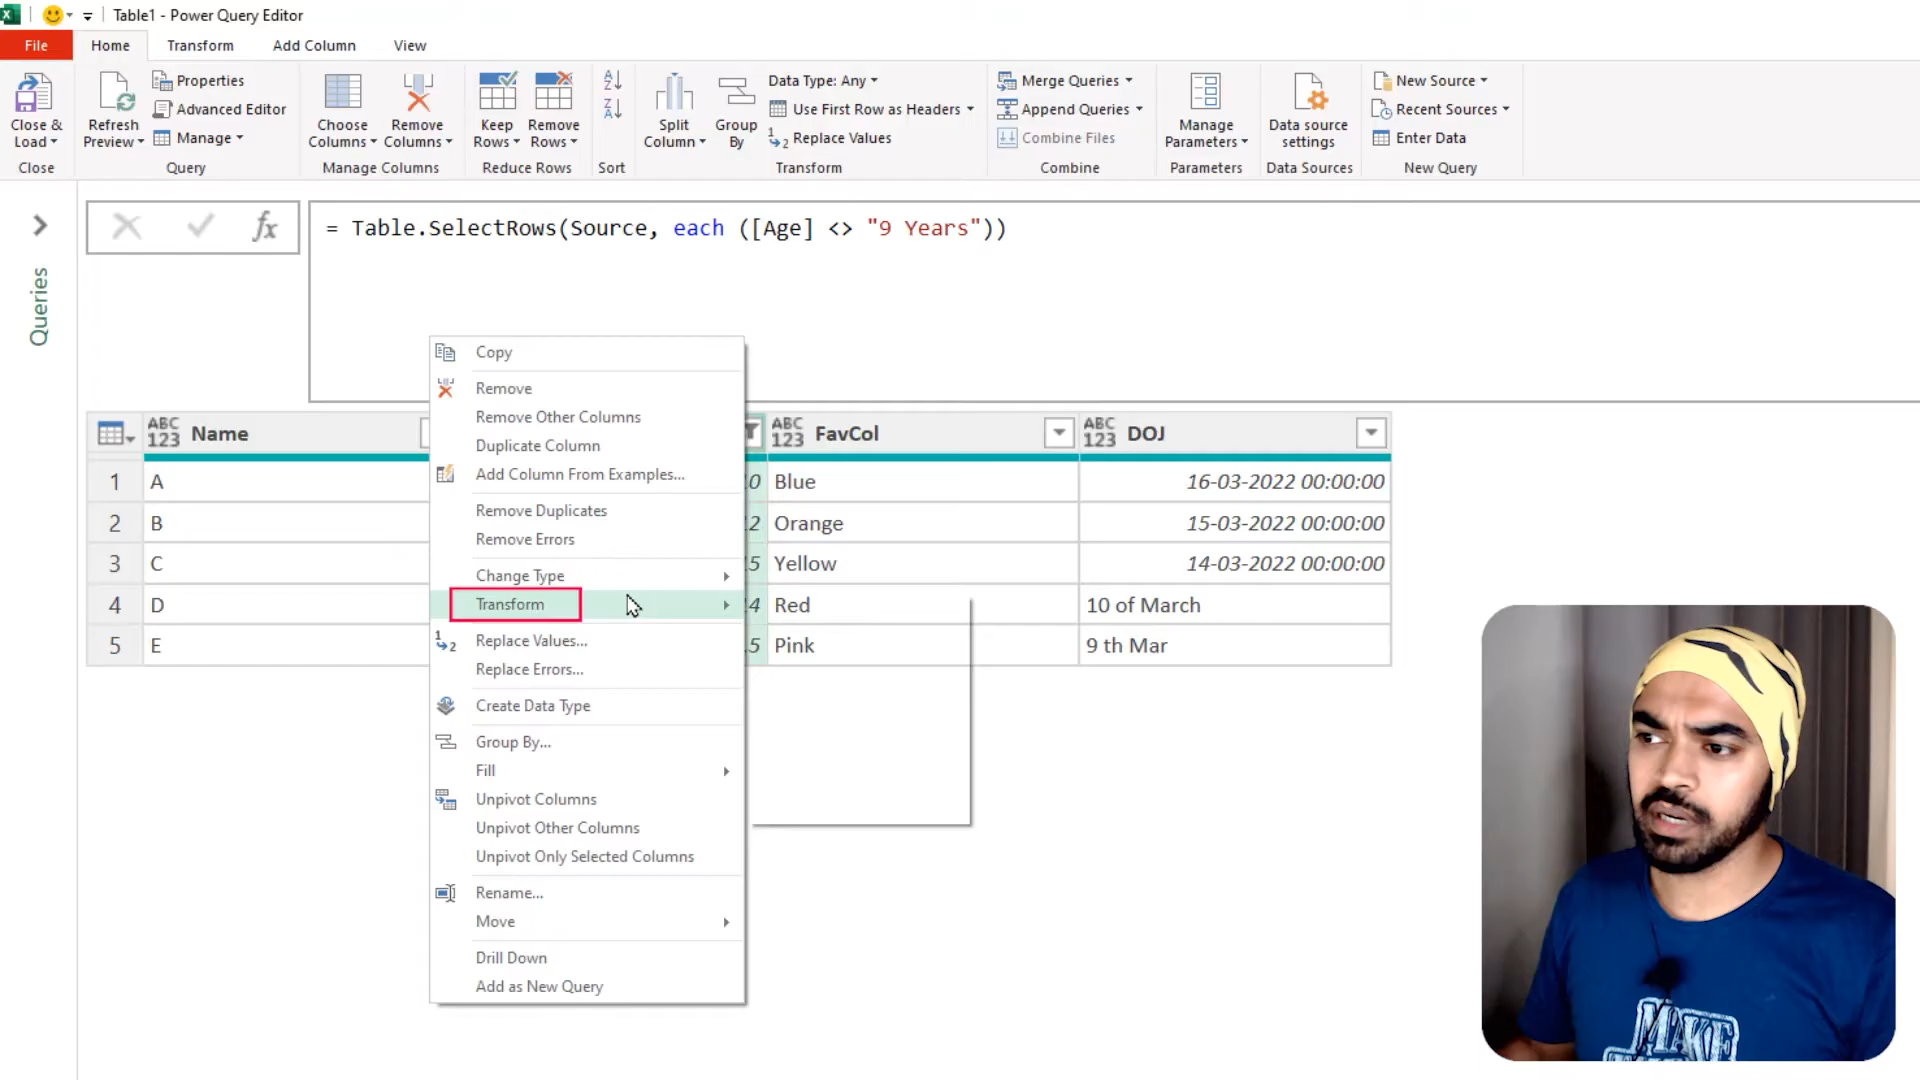 Table1 - Power Query Editor
File Home Transform Add Column View
Close & Load
Close
Refresh Preview
Properties
Advanced Editor
Manage
Query
Choose Columns
Remove Columns
Manage Columns
Keep Rows
Remove Rows
Reduce Rows
Sort
Split Column
Group By
Data Type: Any
Use First Row as Headers
Replace Values
Transform
Merge Queries
Append Queries
Combine Files
Combine
Manage Parameters
Parameters
Data source settings
Data Sources
New Source
Recent Sources
Enter Data
New Query
Queries
fx
= Table.SelectRows(Source, each ([Age] <> "9 Years"))
ABC 123 Name
ABC 123 FavCol
ABC 123 DOJ
1 A Blue 16-03-2022 00:00:00
2 B Orange 15-03-2022 00:00:00
3 C Yellow 14-03-2022 00:00:00
4 D Red 10 of March
5 E Pink 9 th Mar
Copy
Remove
Remove Other Columns
Duplicate Column
Add Column From Examples...
Remove Duplicates
Remove Errors
Change Type
Transform
Replace Values...
Replace Errors...
Create Data Type
Group By...
Fill
Unpivot Columns
Unpivot Other Columns
Unpivot Only Selected Columns
Rename...
Move
Drill Down
Add as New Query
MAKE